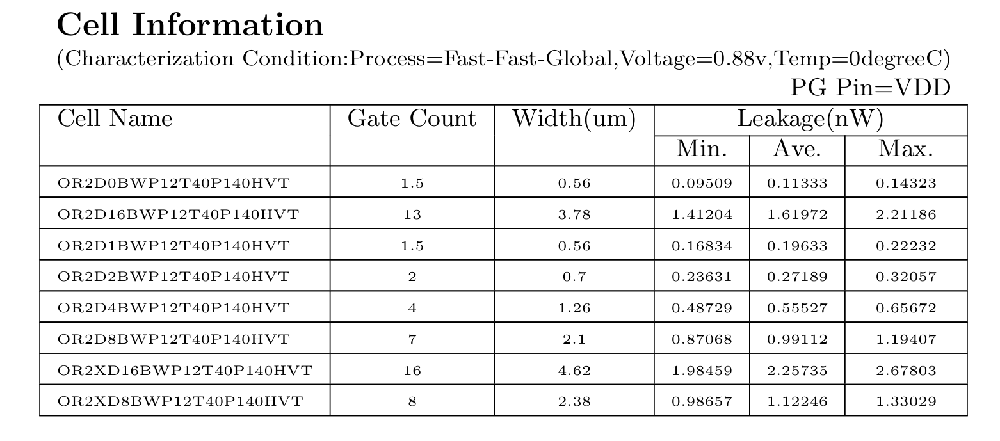 Cell Information
(Characterization Condition:Process=Fast-Fast-Global,Voltage=0.88v,Temp=0degreeC)
PG Pin=VDD
Cell Name Gate Count Width(um) Leakage(nW)
Min. Ave. Max.
OR2D0BWP12T40P140HVT 1.5 0.56 0.09509 0.11333 0.14323
OR2D16BWP12T40P140HVT 13 3.78 1.41204 1.61972 2.21186
OR2D1BWP12T40P140HVT 1.5 0.56 0.16834 0.19633 0.22232
OR2D2BWP12T40P140HVT 2 0.7 0.23631 0.27189 0.32057
OR2D4BWP12T40P140HVT 4 1.26 0.48729 0.55527 0.65672
OR2D8BWP12T40P140HVT 7 2.1 0.87068 0.99112 1.19407
OR2XD16BWP12T40P140HVT 16 4.62 1.98459 2.25735 2.67803
OR2XD8BWP12T40P140HVT 8 2.38 0.98657 1.12246 1.33029